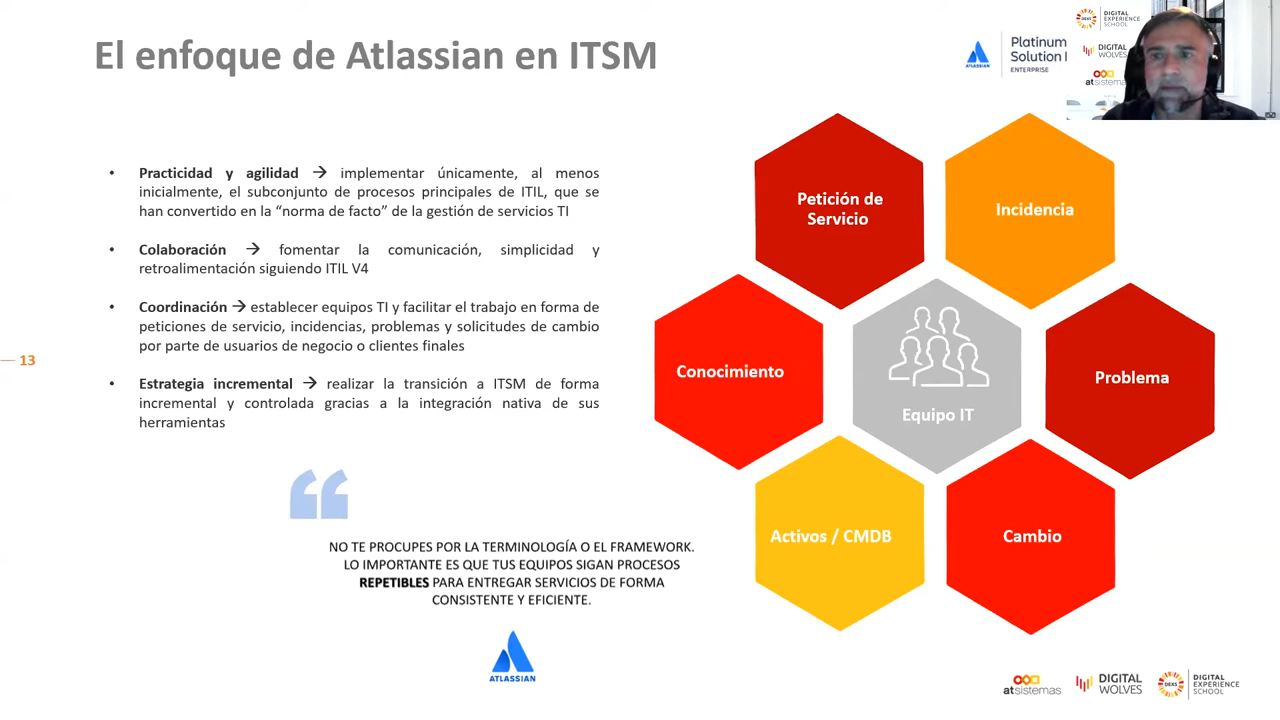 El enfoque de Atlassian en ITSM
ATLASSIAN
Platinum
Solution
ENTERPRISE
DIGITAL
EXPERIENCE
SCHOOL
DEXS
DIGITAL
WOLVES
atsistemas
• Practicidad y agilidad → implementar únicamente, al menos
inicialmente, el subconjunto de procesos principales de ITIL, que se
han convertido en la “norma de facto” de la gestión de servicios TI
• Colaboración → fomentar la comunicación, simplicidad y
retroalimentación siguiendo ITIL V4
• Coordinación → establecer equipos TI y facilitar el trabajo en forma de
peticiones de servicio, incidencias, problemas y solicitudes de cambio
por parte de usuarios de negocio o clientes finales
• Estrategia incremental → realizar la transición a ITSM de forma
incremental y controlada gracias a la integración nativa de sus
herramientas
13
Petición de
Servicio
Incidencia
Conocimiento
Equipo IT
Problema
Activos / CMDB
Cambio
“
NO TE PROCUPES POR LA TERMINOLOGÍA O EL FRAMEWORK.
LO IMPORTANTE ES QUE TUS EQUIPOS SIGAN PROCESOS
REPETIBLES PARA ENTREGAR SERVICIOS DE FORMA
CONSISTENTE Y EFICIENTE.
ATLASSIAN
atsistemas
DIGITAL
WOLVES
DEXS
DIGITAL
EXPERIENCE
SCHOOL